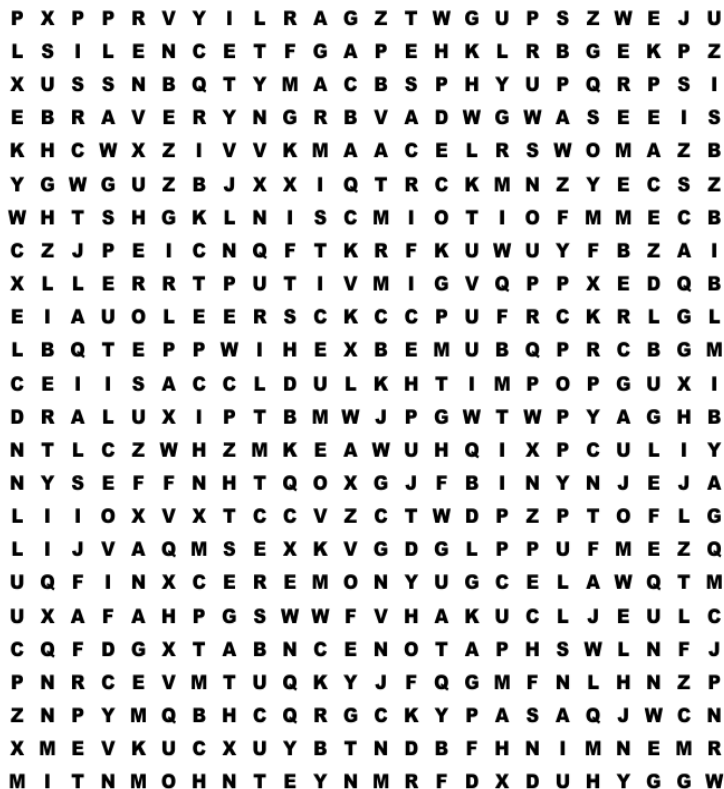 P X P P R V Y I L R A G Z T W G U P S Z W E J U
L S I L E N C E T F G A P E H K L R B G E K P Z
X U S S N B Q T Y M A C B S P H Y U P Q R P S I
E B R A V E R Y N G R B V A D W G W A S E E I S
K H C W X Z I V V K M A A C E L R S W O M A Z B
Y G W G U Z B J X X I Q T R C K M N Z Y E C S Z
W H T S H G K L N I S C M I O T I O F M M E C B
C Z J P E I C N Q F T K R F K U W U Y F B Z A I
X L L E R R T P U T I V M I G V Q P P X E D Q B
E I A U O L E E R S C K C C P U F R C K R L G L
L B Q T E P P W I H E X B E M U B Q P R C B G M
C E I I S A C C L D U L K H T I M P O P G U X I
D R A L U X I P T B M W J P G W T W P Y A G H B
N T L C Z W H Z M K E A W U H Q I X P C U L I Y
N Y S E F F N H T Q O X G J F B I N Y N J E J A
L I I O X V X T C C V Z C T W D P Z P T O F L G
L I J V A Q M S E X K V G D G L P P U F M E Z Q
U Q F I N X C E R E M O N Y U G C E L A W Q T M
U X A F A H P G S W W F V H A K U C L J E U L C
C Q F D G X T A B N C E N O T A P H S W L N F J
P N R C E V M T U Q K Y J F Q G M F N L H N Z P
Z N P Y M Q B H C Q R G C K Y P A S A Q J W C N
X M E V K U C X U Y B T N D B F H N I M N E M R
M I T N M O H N T E Y N M R F D X D U H Y G G W